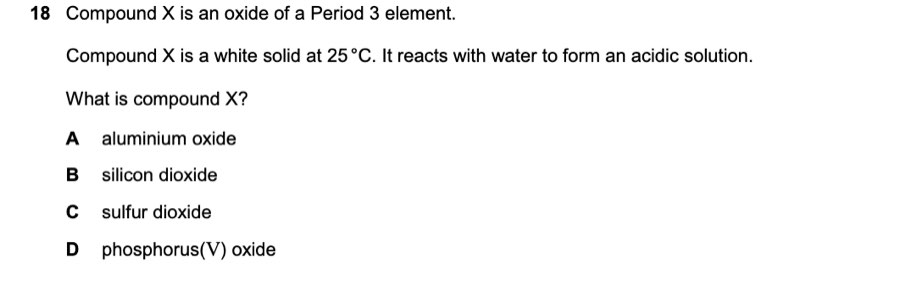 18 Compound X is an oxide of a Period 3 element.
Compound X is a white solid at 25 °C. It reacts with water to form an acidic solution.
What is compound X?
A aluminium oxide
B silicon dioxide
C sulfur dioxide
D phosphorus(V) oxide